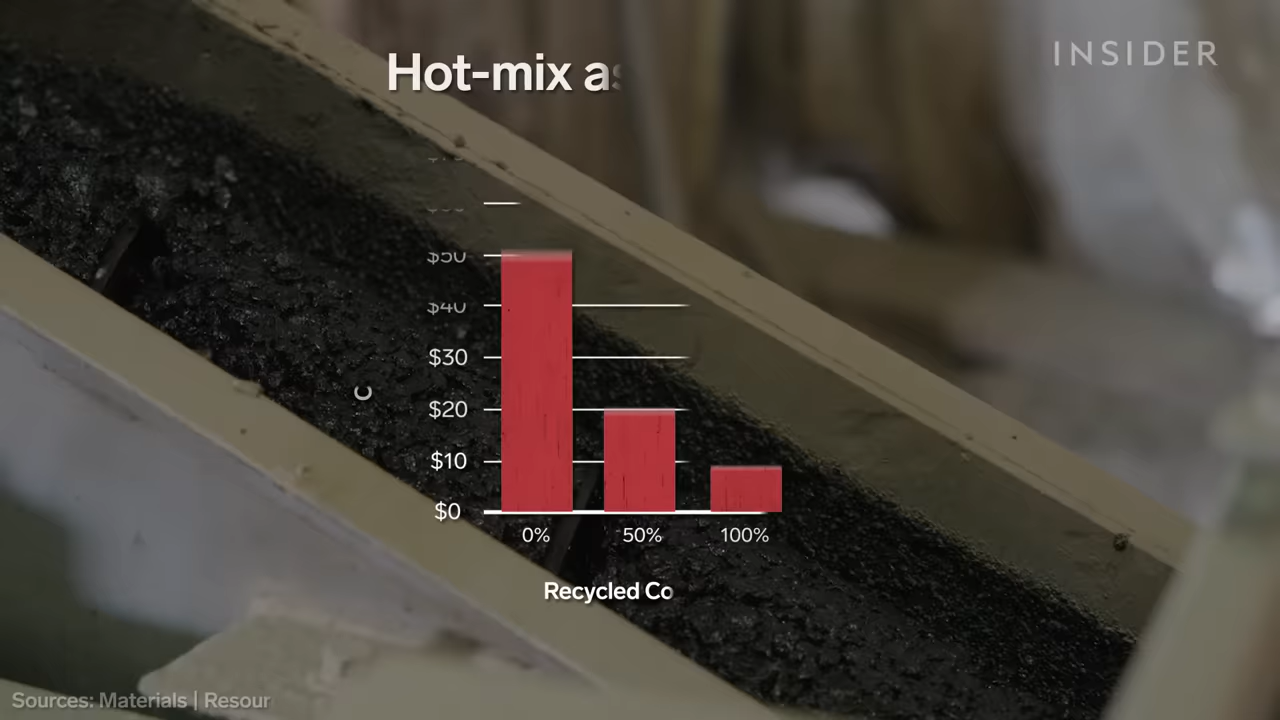 INSIDER
Hot-mix as
$50
$40
$30
$20
$10
$0
0% 50% 100%
Recycled Co
Sources: Materials | Resour